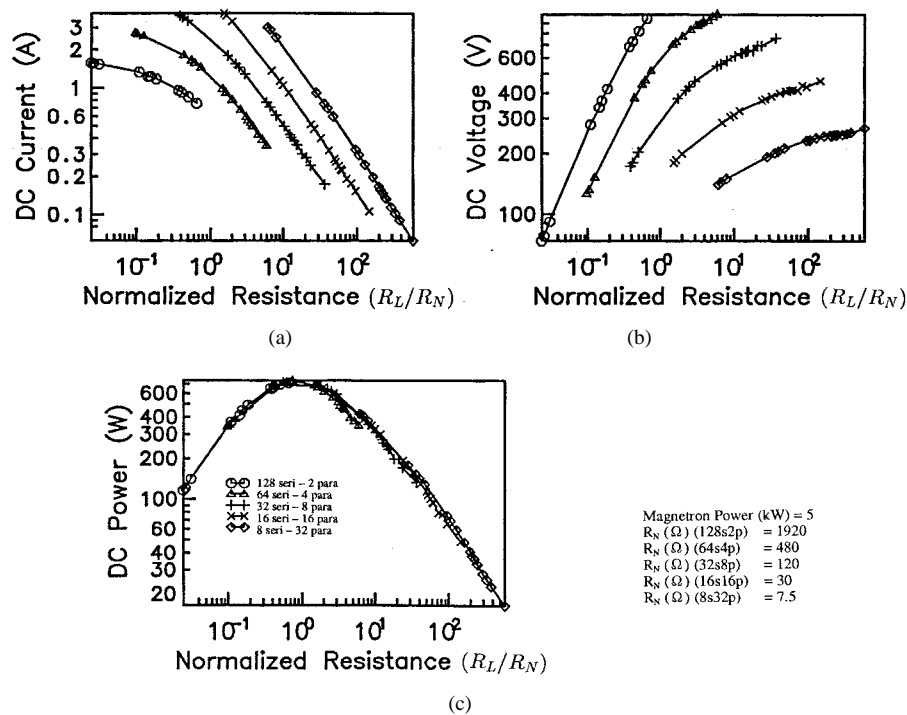 3
2
1
0.6
0.3
0.2
0.1
DC Current (A)
10⁻¹ 10⁰ 10¹ 10²
Normalized Resistance (R_L/R_N)
(a)
800
600
400
300
200
100
DC Voltage (V)
10⁻¹ 10⁰ 10¹ 10²
Normalized Resistance (R_L/R_N)
(b)
600
400
300
200
100
60
40
30
20
DC Power (W)
128 seri – 2 para
64 seri – 4 para
32 seri – 8 para
16 seri – 16 para
8 seri – 32 para
10⁻¹ 10⁰ 10¹ 10²
Normalized Resistance (R_L/R_N)
(c)
Magnetron Power (kW) = 5
R_N (Ω) (128s2p) = 1920
R_N (Ω) (64s4p) = 480
R_N (Ω) (32s8p) = 120
R_N (Ω) (16s16p) = 30
R_N (Ω) (8s32p) = 7.5